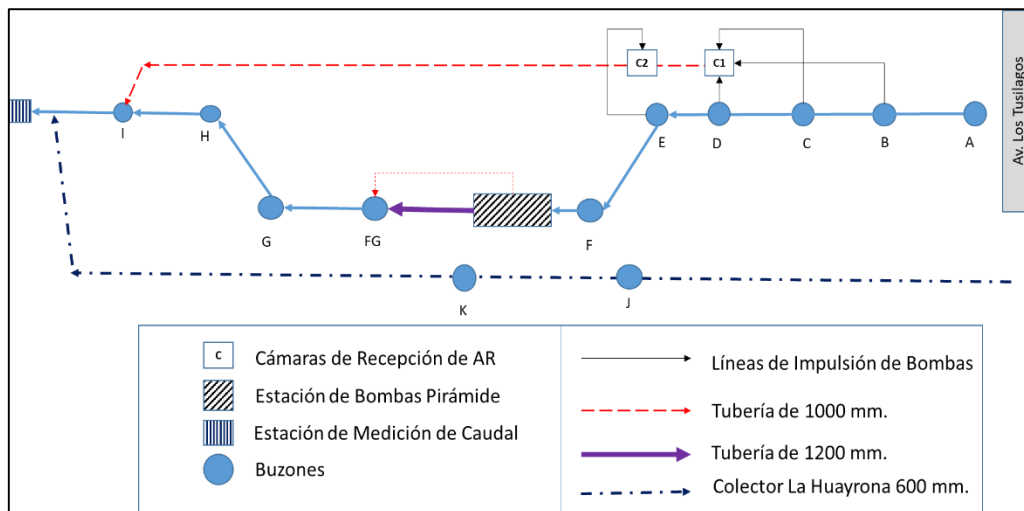 C2
C1
Av. Los Tusilagos
I
H
E
D
C
B
A
G
FG
F
K
J
C
Cámaras de Recepción de AR
Estación de Bombas Pirámide
Estación de Medición de Caudal
Buzones
Líneas de Impulsión de Bombas
Tubería de 1000 mm.
Tubería de 1200 mm.
Colector La Huayrona 600 mm.